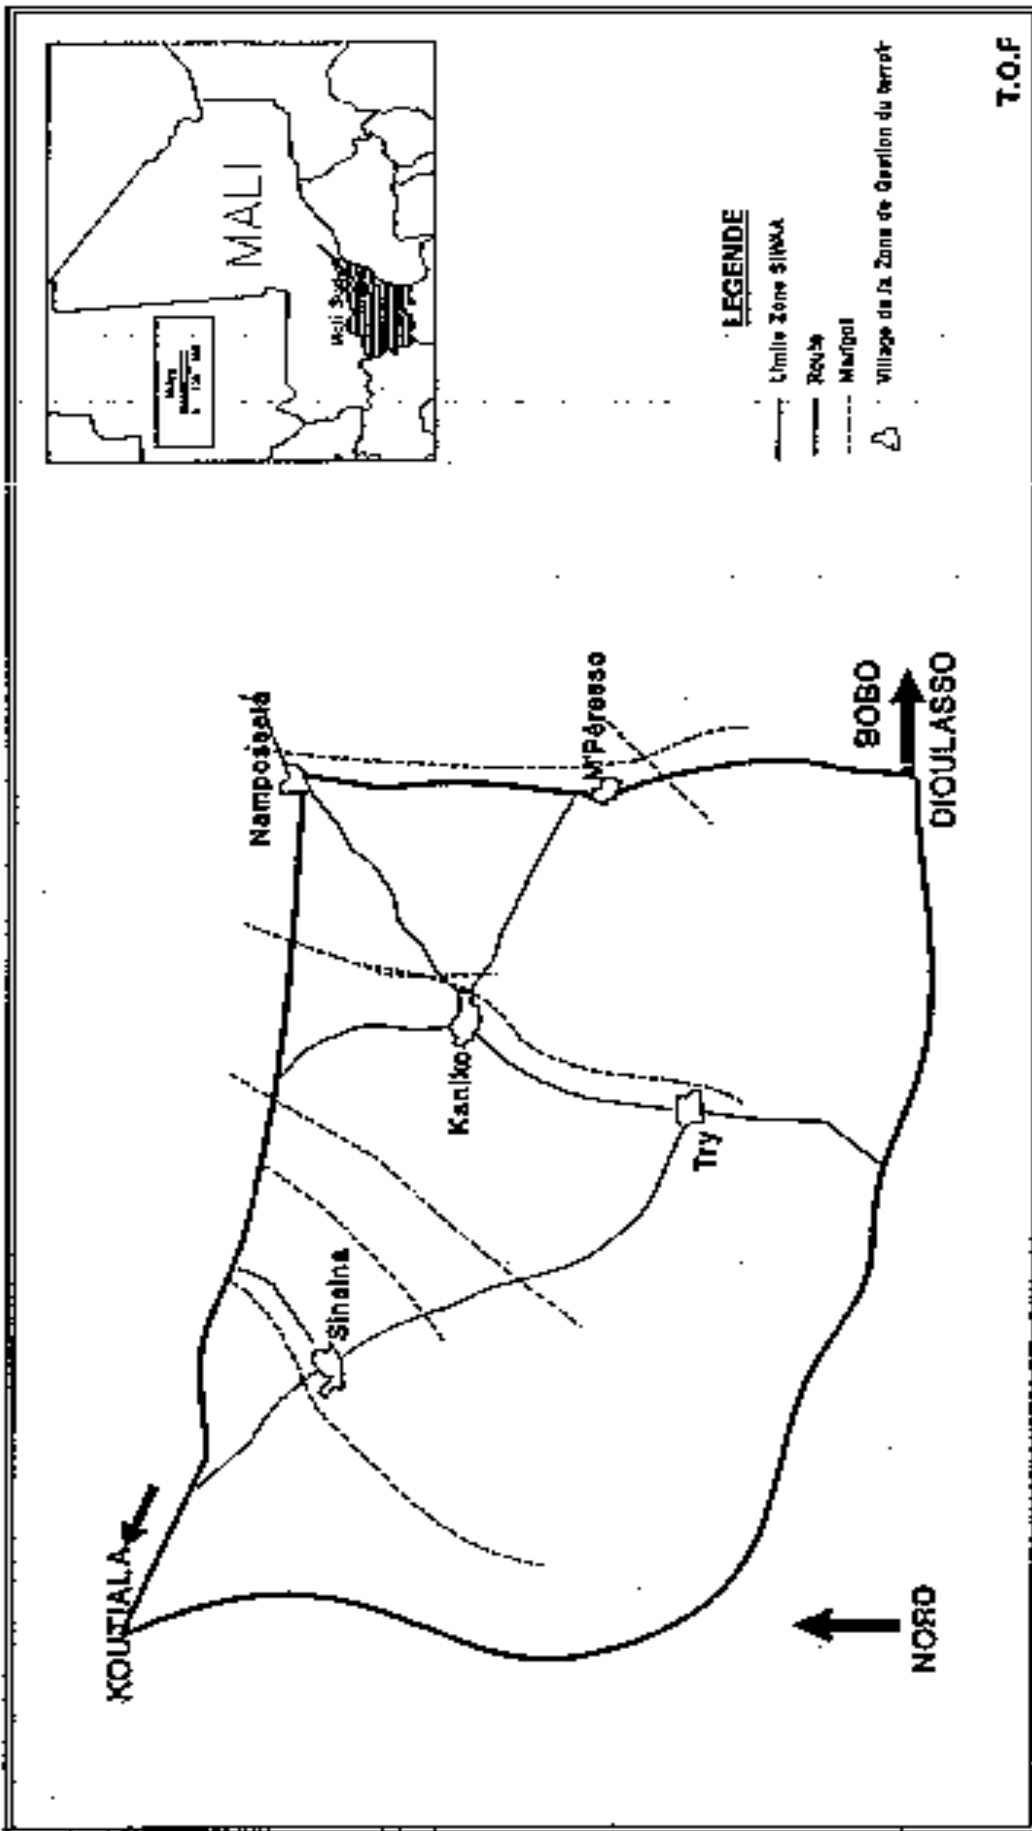 KOUTIALA
Sinsina
Kaniko
Try
Namposséla
M'Péresso
BOBO
DIOULASSO
NORD
MALI
Mali Sud
LEGENDE
Limite Zone SIWAA
Route
Marigot
Village de la Zone de Gestion du terroir
T.O.P